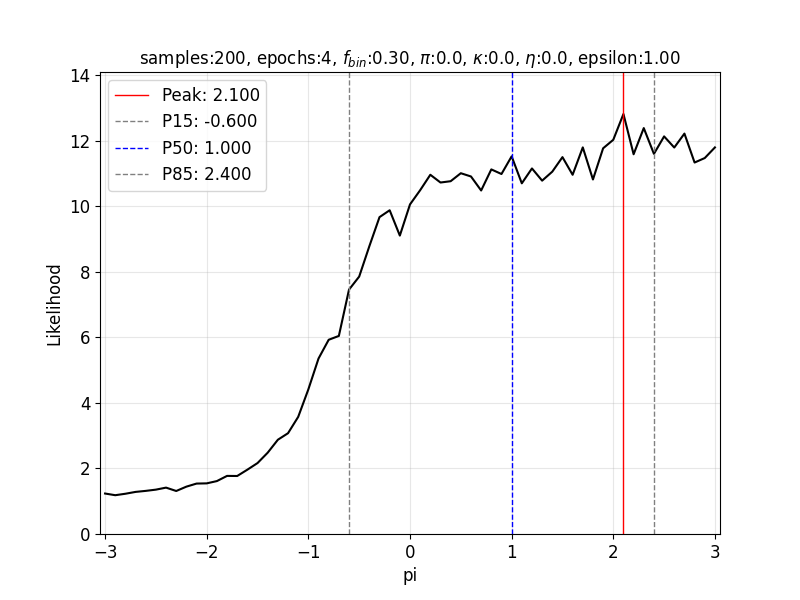 samples:200, epochs:4, f_bin:0.30, π:0.0, κ:0.0, η:0.0, epsilon:1.00
Peak: 2.100
P15: -0.600
P50: 1.000
P85: 2.400
14
12
10
8
6
4
2
0
Likelihood
−3
−2
−1
0
1
2
3
pi